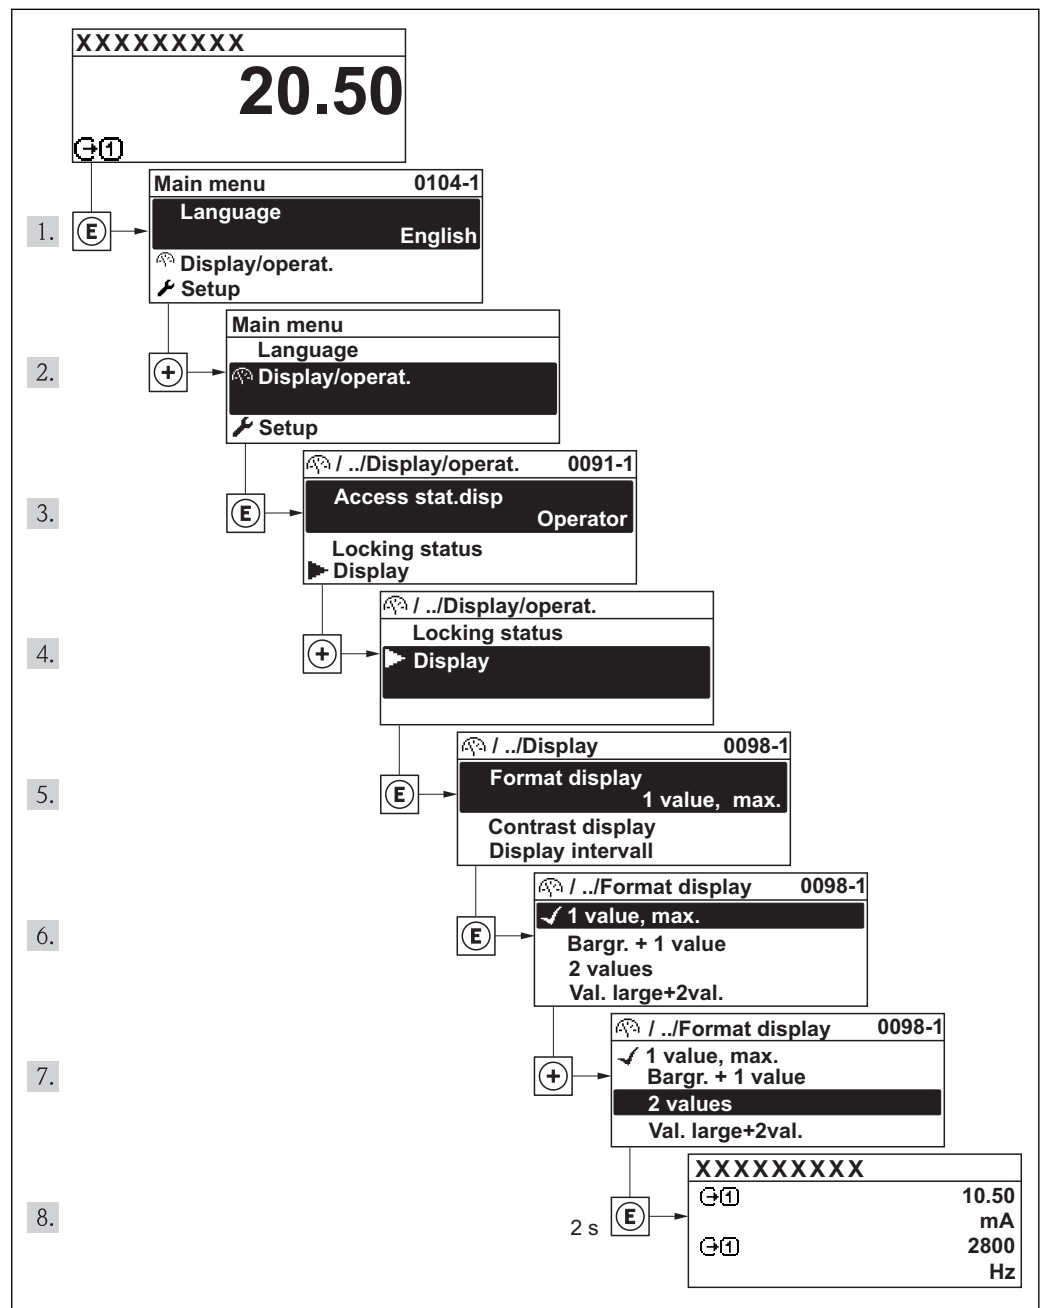 XXXXXXXXX
20.50
1
1.
E
Main menu 0104-1
Language
English
Display/operat.
Setup
2.
+
Main menu
Language
Display/operat.
Setup
3.
E
/ ../Display/operat. 0091-1
Access stat.disp
Operator
Locking status
Display
4.
+
/ ../Display/operat.
Locking status
Display
5.
E
/ ../Display 0098-1
Format display
1 value, max.
Contrast display
Display intervall
6.
E
/ ../Format display 0098-1
1 value, max.
Bargr. + 1 value
2 values
Val. large+2val.
7.
+
/ ../Format display 0098-1
1 value, max.
Bargr. + 1 value
2 values
Val. large+2val.
8.
2 s
E
XXXXXXXXX
1 10.50
mA
1 2800
Hz